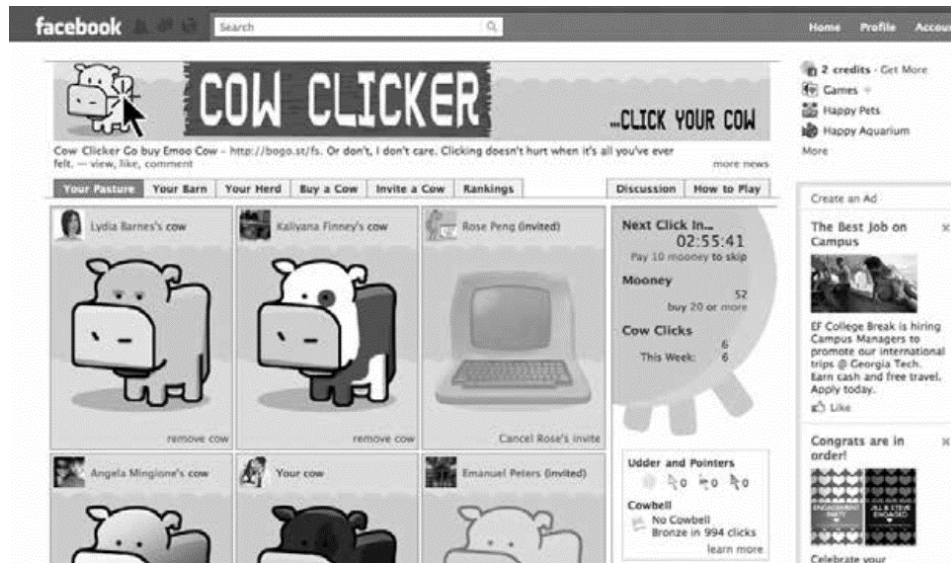 facebook
Search
Home Profile Accou
COW CLICKER
...CLICK YOUR COW
Cow Clicker Go buy Emoo Cow - http://bogo.st/fs. Or don't, I don't care. Clicking doesn't hurt when it's all you've ever
felt. — view, like, comment
more news
Your Pasture Your Barn Your Herd Buy a Cow Invite a Cow Rankings
Discussion How to Play
Lydia Barnes's cow
remove cow
Kaliyana Finney's cow
remove cow
Rose Peng (invited)
Cancel Rose's invite
Angela Mingione's cow
Your cow
Emanuel Peters (invited)
Next Click In...
02:55:41
Pay 10 mooney to skip
Mooney
52
buy 20 or more
Cow Clicks
6
This Week: 6
Udder and Pointers
0 0 0
Cowbell
No Cowbell
Bronze in 994 clicks
learn more
2 credits · Get More
Games
Happy Pets
Happy Aquarium
More
Create an Ad
The Best Job on
Campus
EF College Break is hiring
Campus Managers to
promote our international
trips @ Georgia Tech.
Earn cash and free travel.
Apply today.
Like
Congrats are in
order!
ENGAGEMENT
PARTY
JILL & STEVE
ENGAGED
Celebrate your